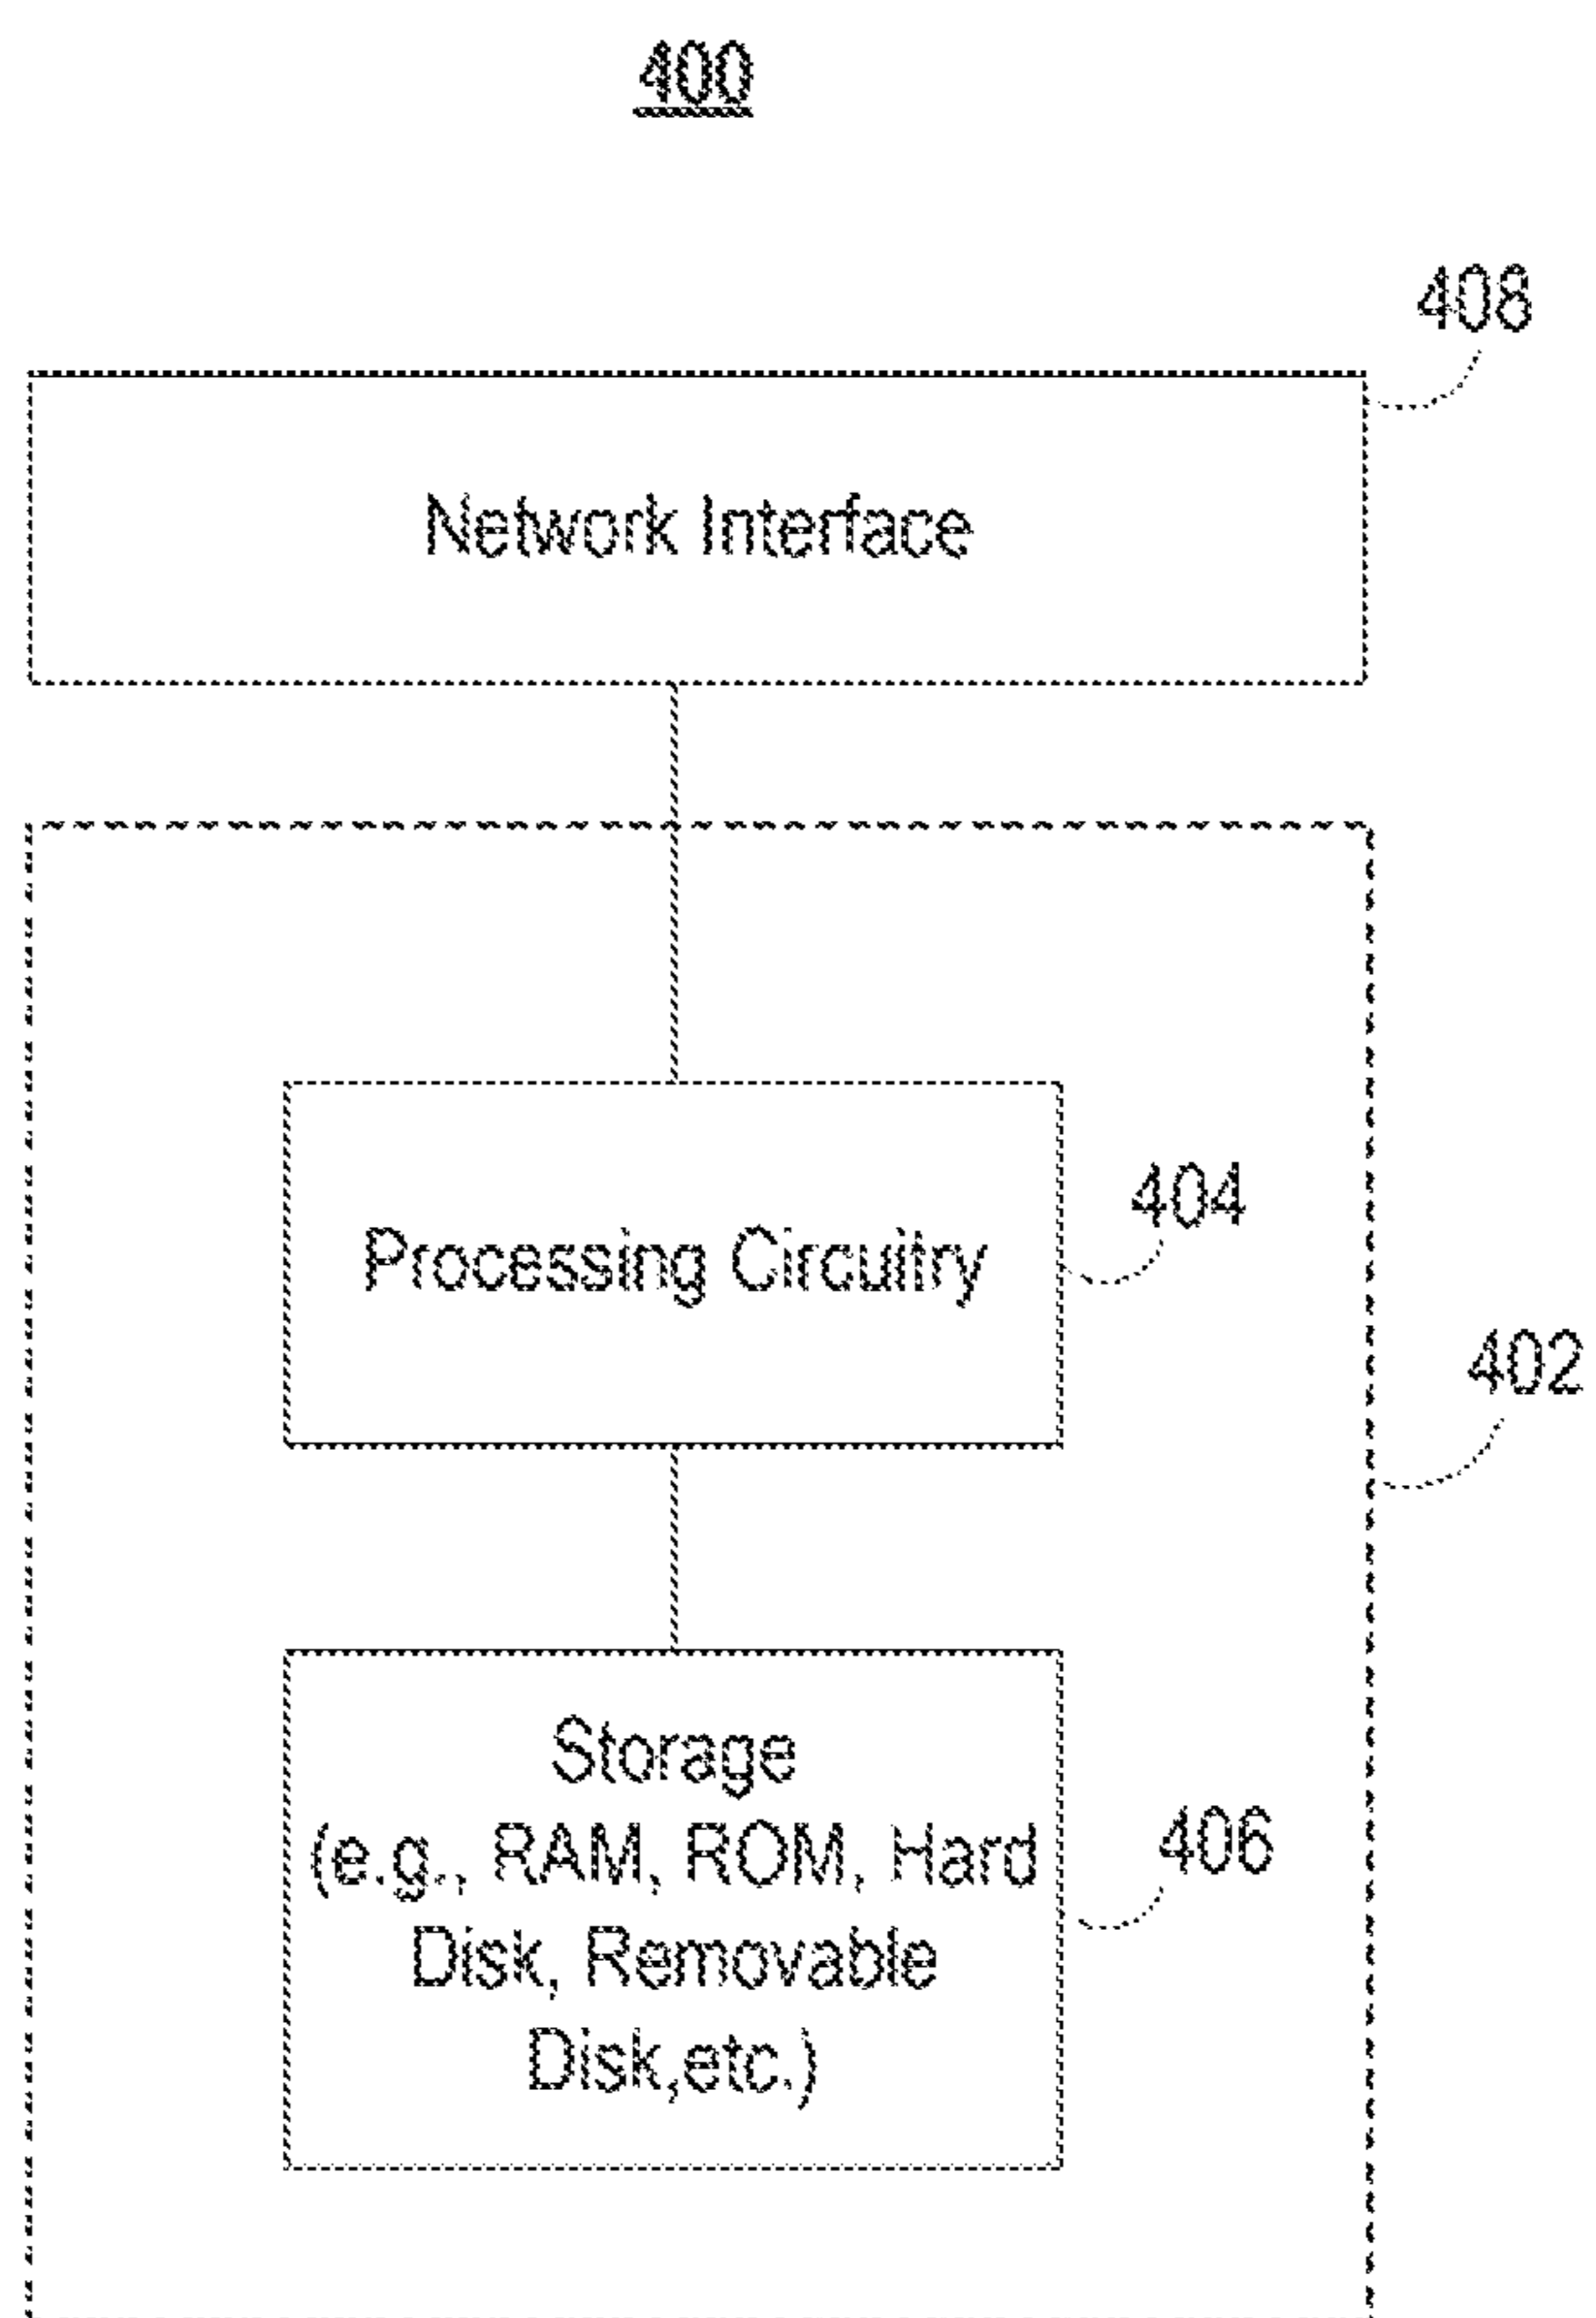 400
408
Network Interface
404
Processing Circuitry
402
Storage
(e.g., RAM, ROM, Hard
406
Disk, Removable
Disk,etc.)